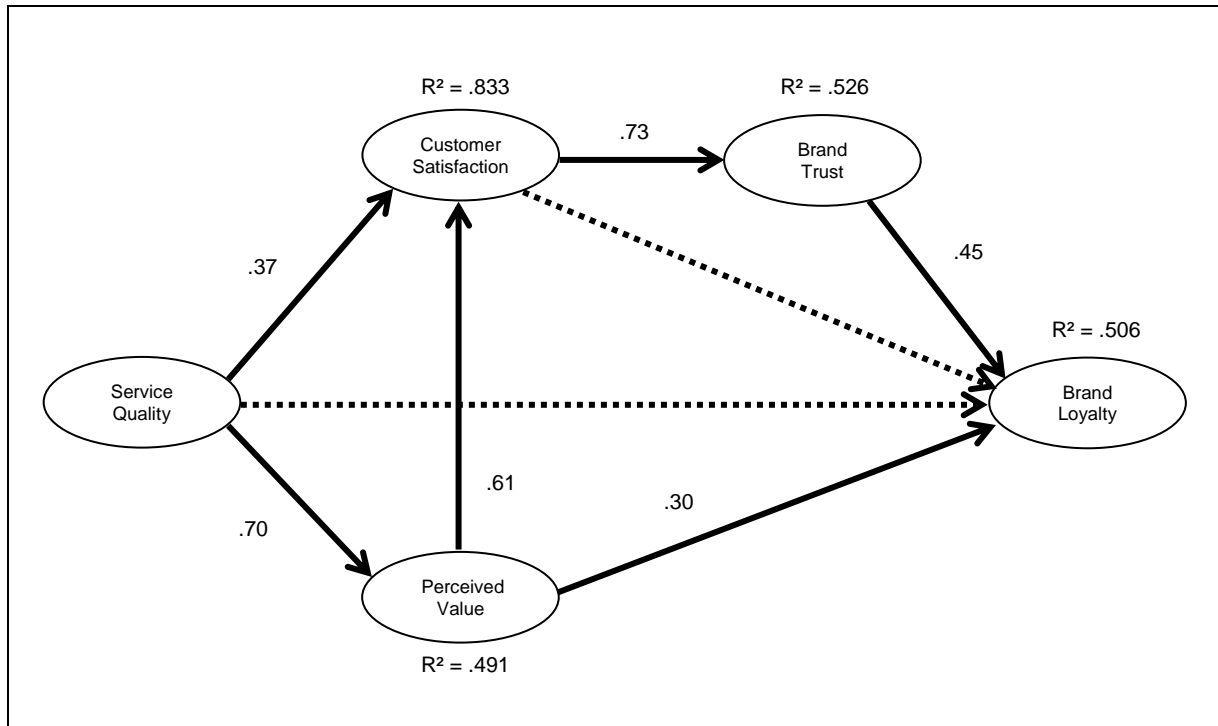 R² = .833
R² = .526
Customer
Satisfaction
.73
Brand
Trust
.37
.45
R² = .506
Service
Quality
Brand
Loyalty
.61
.30
.70
Perceived
Value
R² = .491